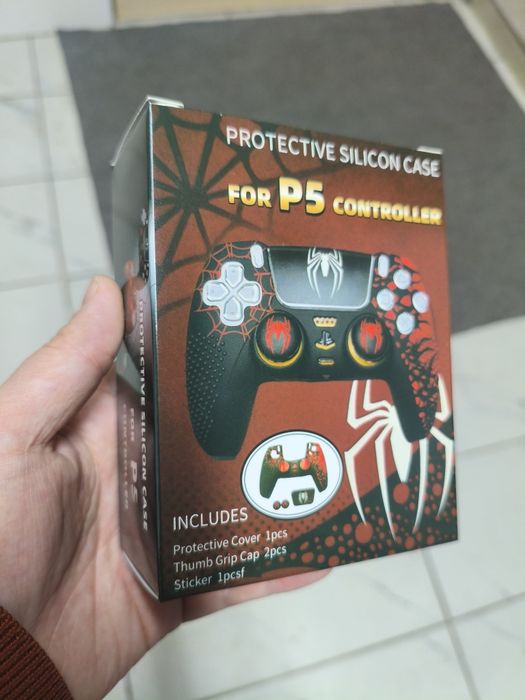 PROTECTIVE SILICON CASE
FOR P5 CONTROLLER
INCLUDES
Protective Cover 1pcs
Thumb Grip Cap 2pcs
Sticker 1pcsf
PROTECTIVE SILICON CASE
FOR P5
CONTROLLER